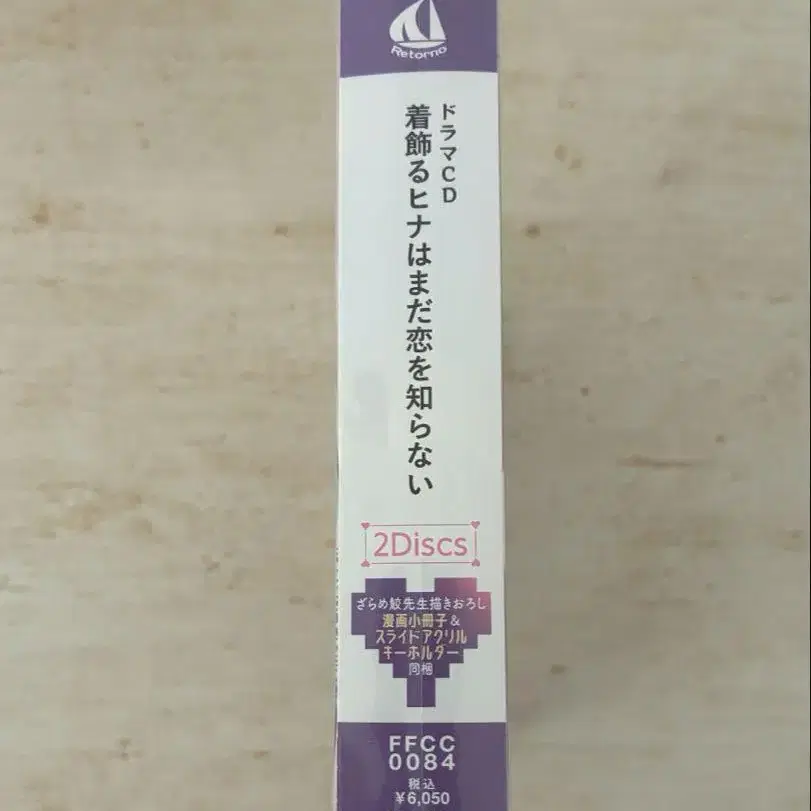 Retorno
ドラマCD
着飾るヒナはまだ恋を知らない
2Discs
ざらめ鮫先生描きおろし
漫画小冊子&
スライドアクリル
キーホルダー
同梱
FFCC
0084
税込
¥6,050